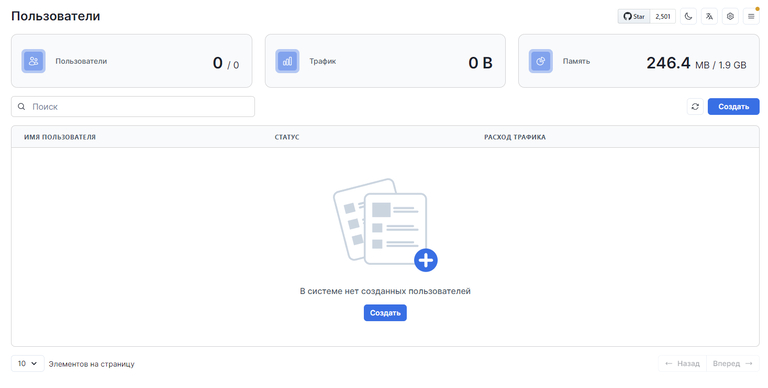 Пользователи
Star 2,501
Пользователи 0 / 0
Трафик 0 B
Память 246.4 MB / 1.9 GB
Поиск
Создать
ИМЯ ПОЛЬЗОВАТЕЛЯ СТАТУС РАСХОД ТРАФИКА
В системе нет созданных пользователей
Создать
10 Элементов на страницу
← Назад Вперед →